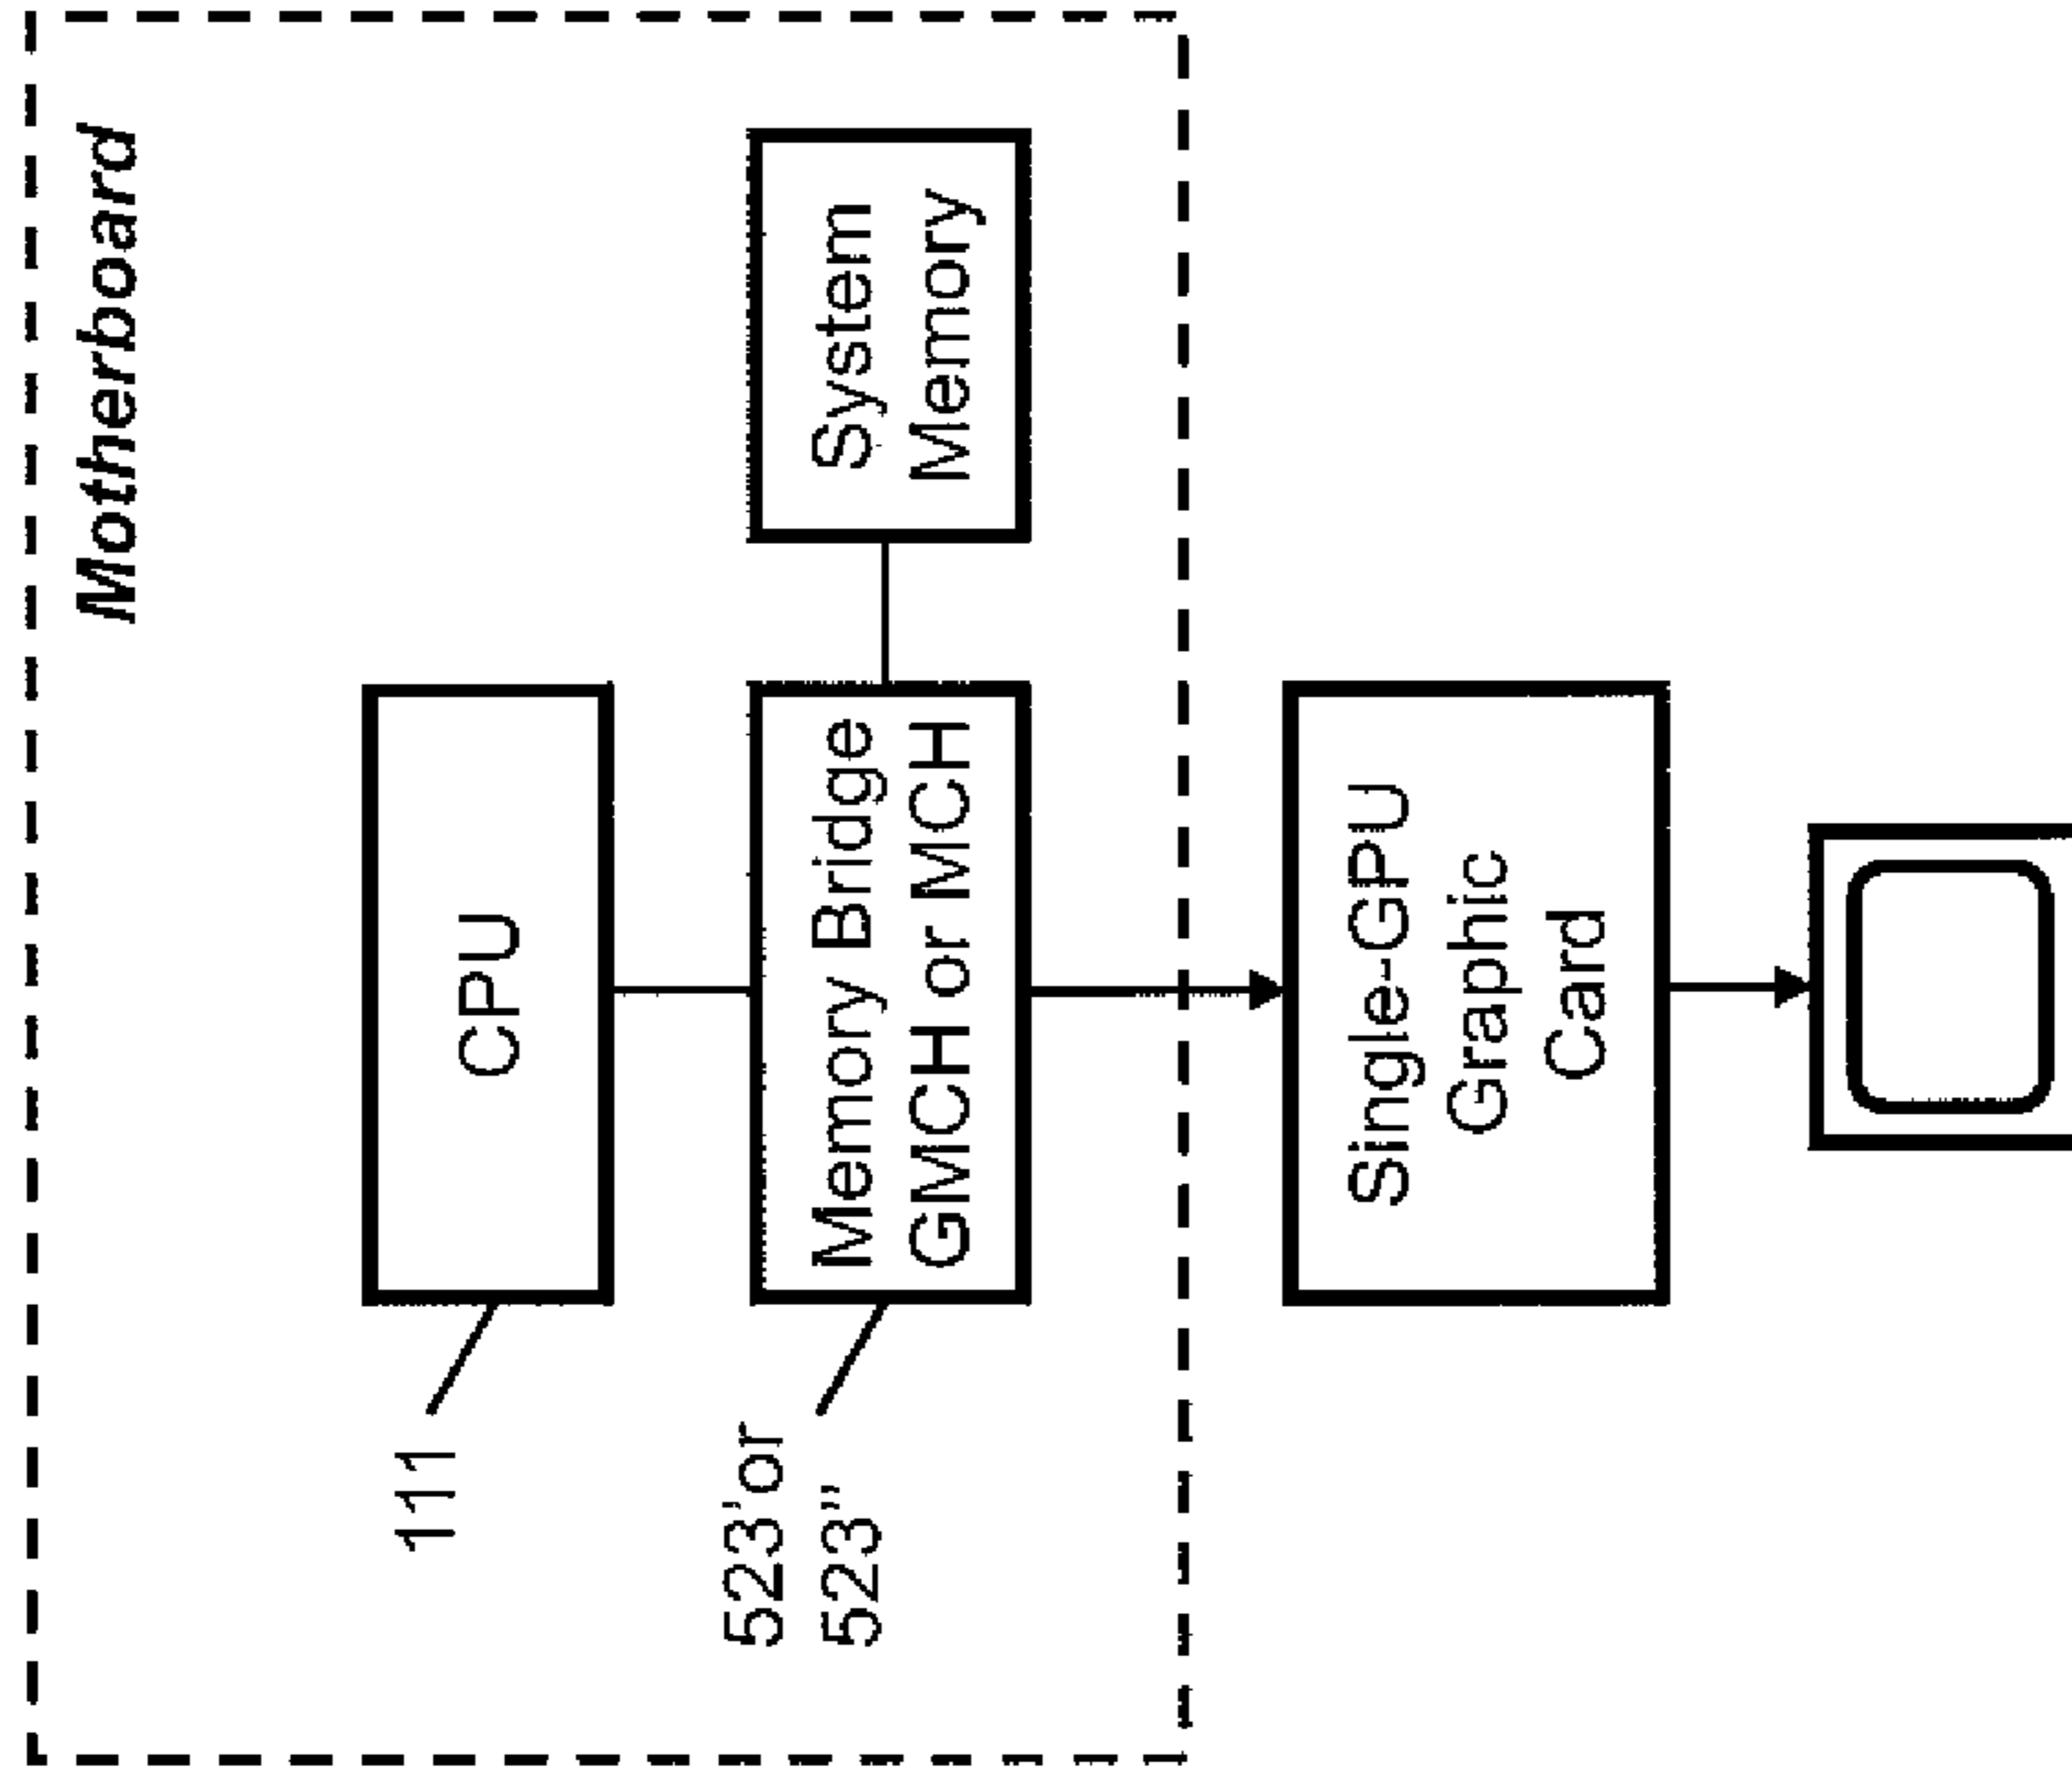 Motherboard
111
CPU
523'or
523"
Memory Bridge
GMCH or MCH
System
Memory
Single-GPU
Graphic
Card